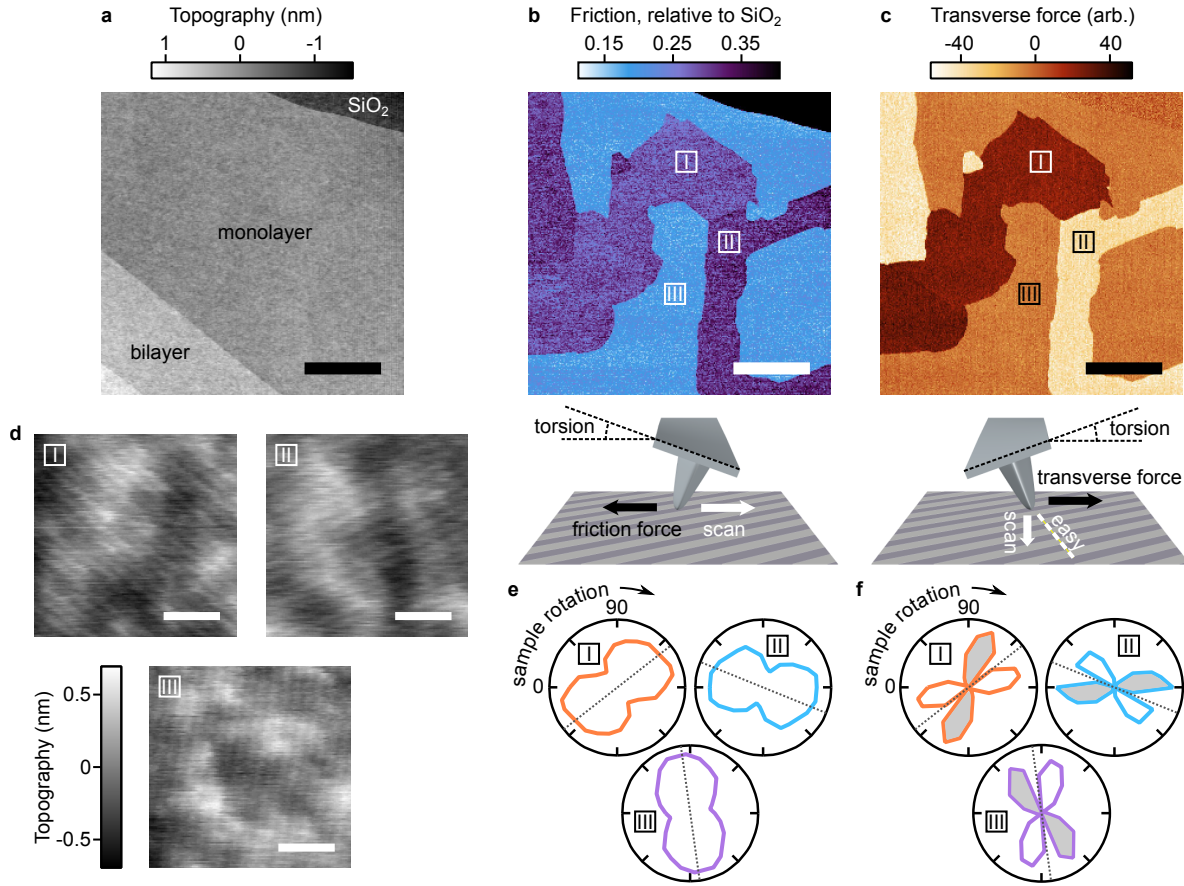 a
Topography (nm)
1 0 -1
SiO₂
monolayer
bilayer
b
Friction, relative to SiO₂
0.15 0.25 0.35
I
II
III
c
Transverse force (arb.)
-40 0 40
I
II
III
torsion
friction force
scan
torsion
transverse force
scan
easy
d
I
II
III
Topography (nm)
0.5
0
-0.5
e
sample rotation
90
0
I
II
III
f
sample rotation
90
0
I
II
III